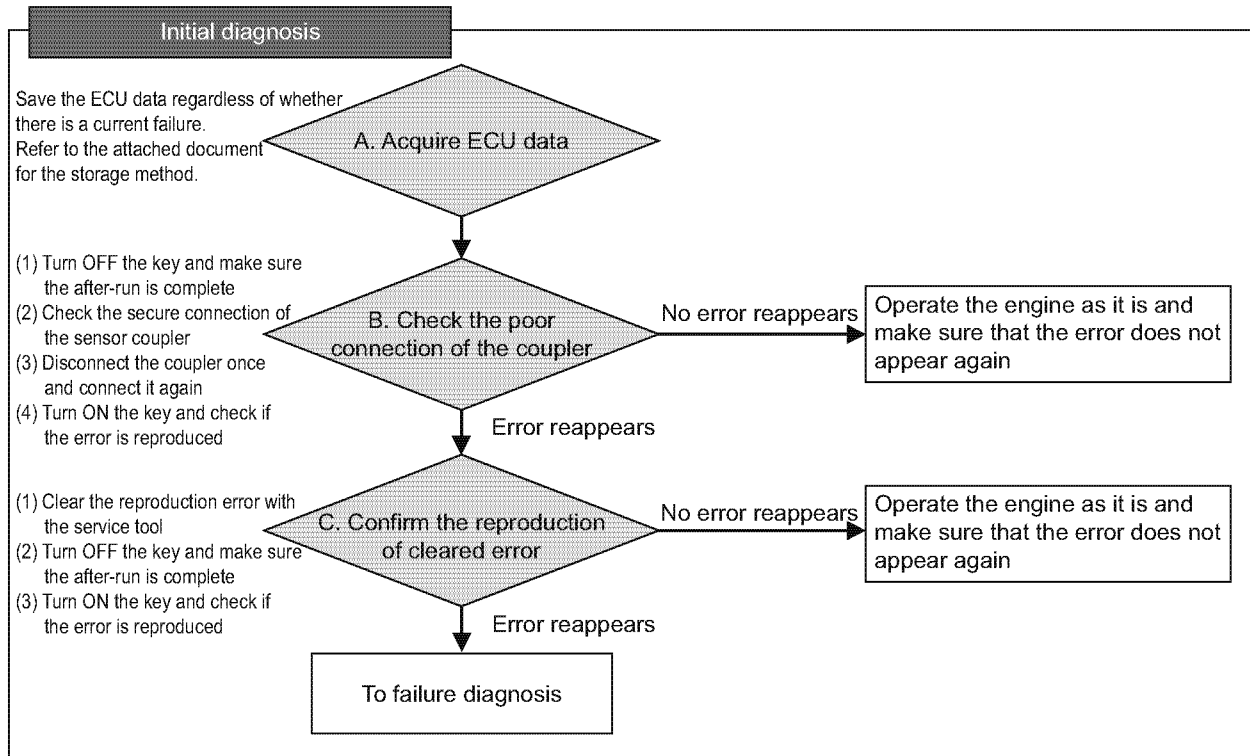 Initial diagnosis
Save the ECU data regardless of whether
there is a current failure.
Refer to the attached document
for the storage method.
A. Acquire ECU data
(1) Turn OFF the key and make sure
the after-run is complete
(2) Check the secure connection of
the sensor coupler
(3) Disconnect the coupler once
and connect it again
(4) Turn ON the key and check if
the error is reproduced
B. Check the poor
connection of the coupler
No error reappears
Operate the engine as it is and
make sure that the error does not
appear again
Error reappears
(1) Clear the reproduction error with
the service tool
(2) Turn OFF the key and make sure
the after-run is complete
(3) Turn ON the key and check if
the error is reproduced
C. Confirm the reproduction
of cleared error
No error reappears
Operate the engine as it is and
make sure that the error does not
appear again
Error reappears
To failure diagnosis